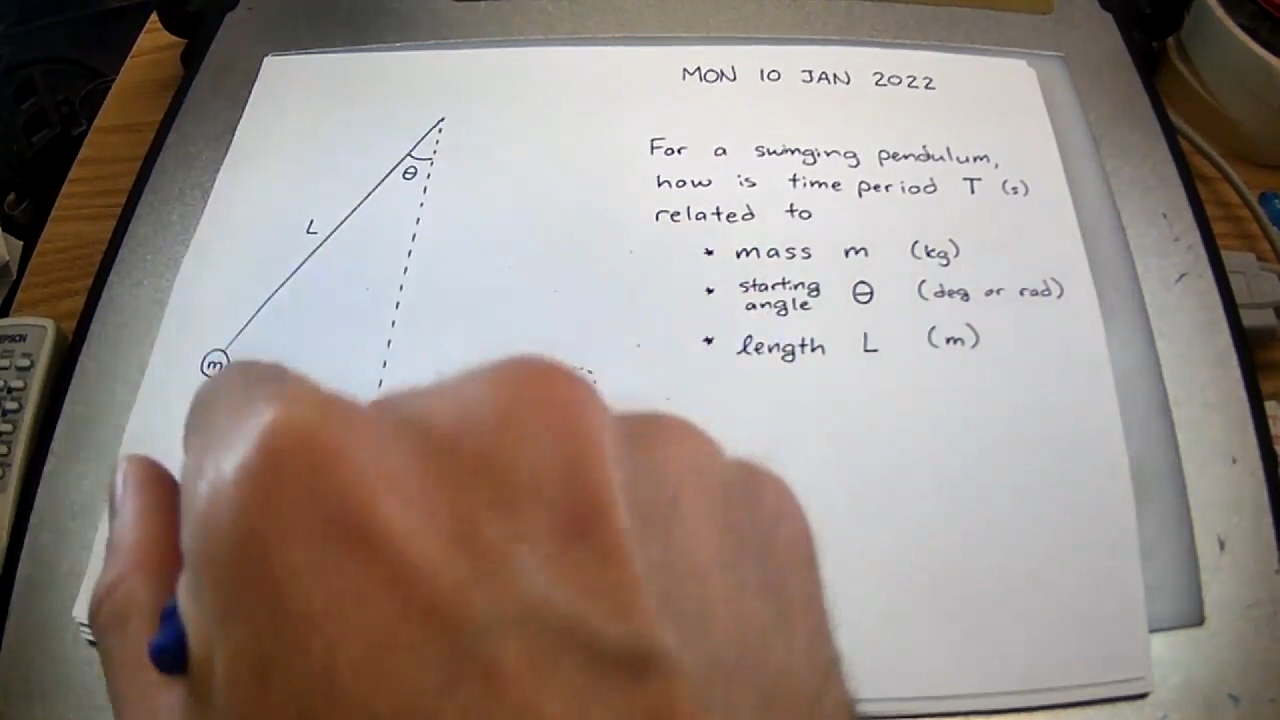 MON 10 JAN 2022
For a swinging pendulum,
how is time period T (s)
related to
* mass m (kg)
* starting angle θ (deg or rad)
* length L (m)
θ
L
m
EPSON